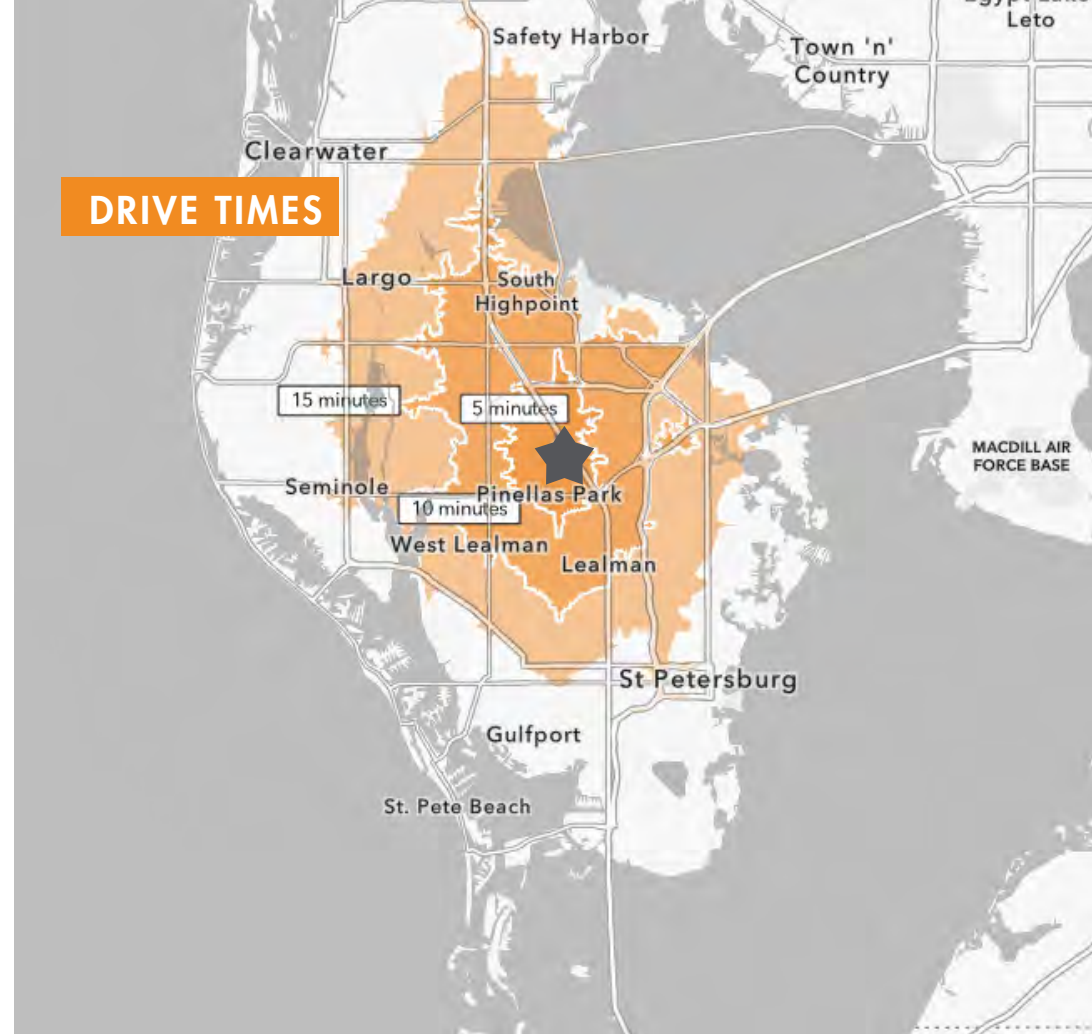 Leto
Safety Harbor
Town 'n'
Country
Clearwater
DRIVE TIMES
Largo
South
Highpoint
15 minutes
5 minutes
MACDILL AIR
FORCE BASE
Seminole
Pinellas Park
10 minutes
West Lealman
Lealman
St Petersburg
Gulfport
St. Pete Beach